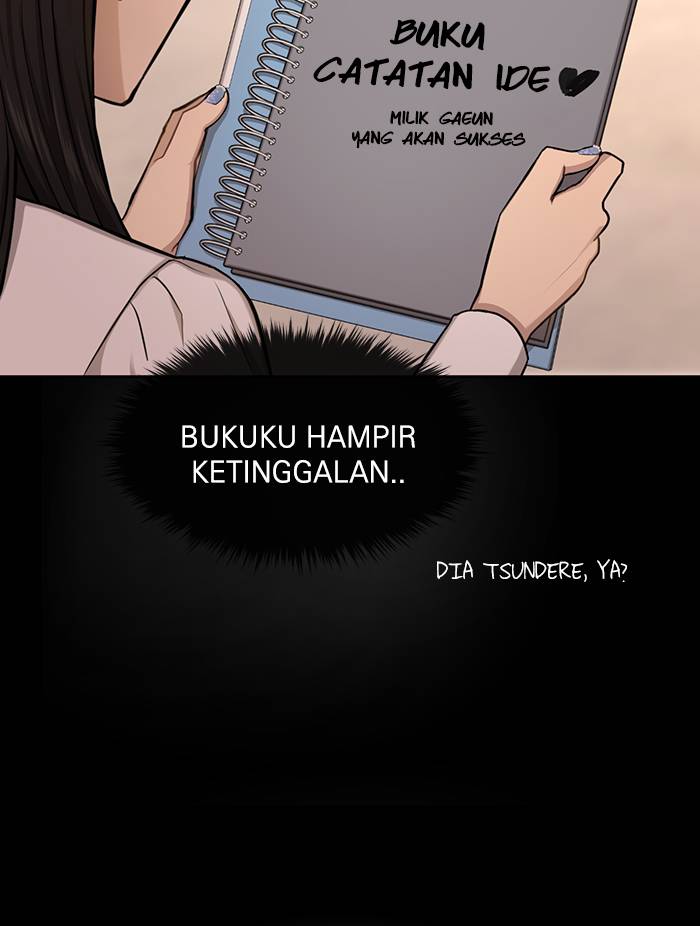 BUKU
CATATAN IDE♥
MILIK GAEUN
YANG AKAN SUKSES
BUKUKU HAMPIR
KETINGGALAN..
DIA TSUNDERE, YA?